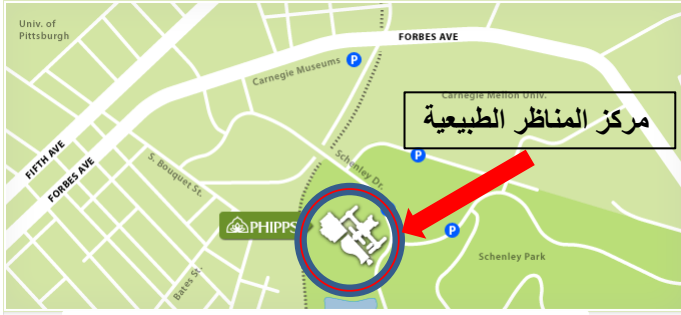 Univ. of
Pittsburgh
FORBES AVE
Carnegie Museums
P
Carnegie Mellon Univ.
مركز المناظر الطبيعية
FIFTH AVE
FORBES AVE
S. Bouquet St.
Schenley Dr.
P
PHIPPS
P
Schenley Park
Bates St.